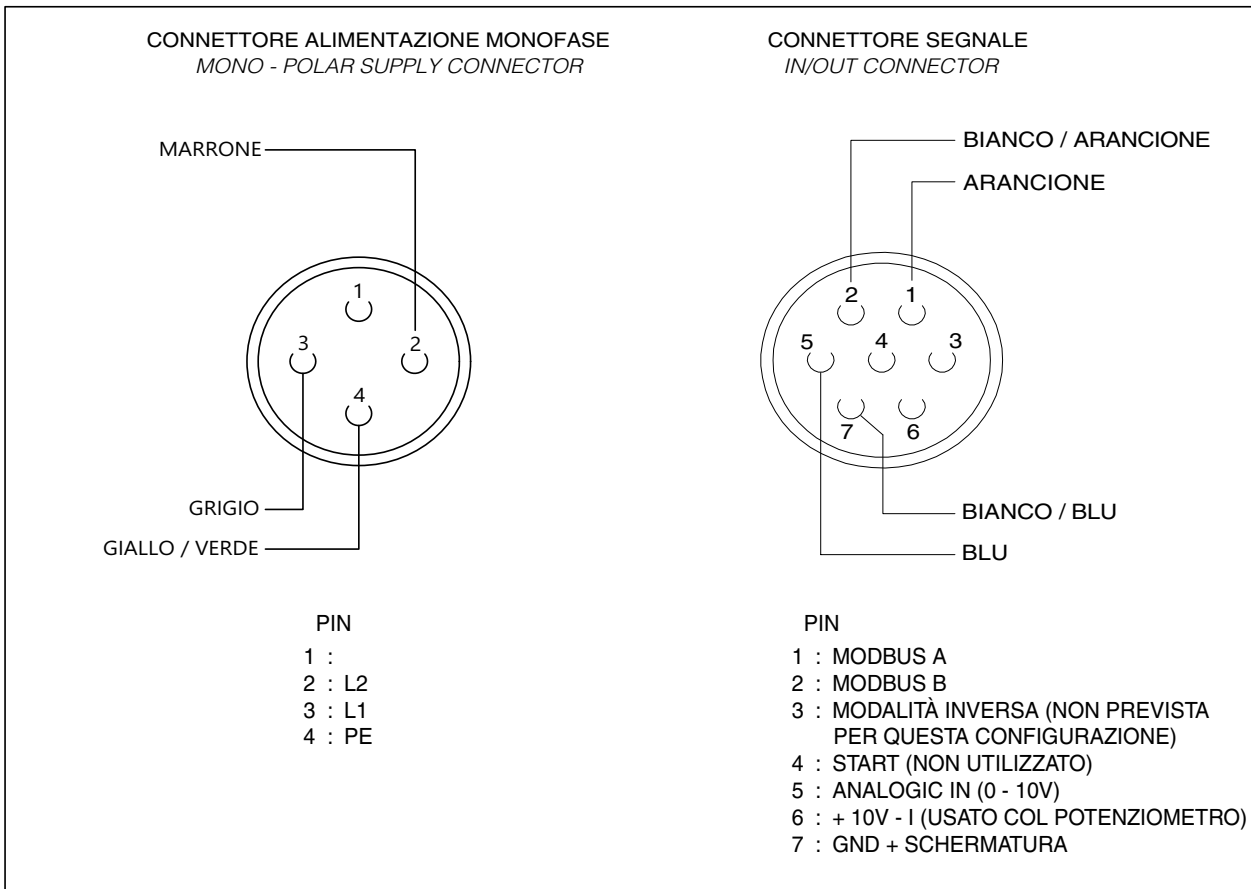 CONNETTORE ALIMENTAZIONE MONOFASE
MONO - POLAR SUPPLY CONNECTOR
MARRONE
1
3
2
4
GRIGIO
GIALLO / VERDE
PIN
1 :
2 : L2
3 : L1
4 : PE
CONNETTORE SEGNALE
IN/OUT CONNECTOR
BIANCO / ARANCIONE
ARANCIONE
2
1
5
4
3
7
6
BIANCO / BLU
BLU
PIN
1 : MODBUS A
2 : MODBUS B
3 : MODALITÀ INVERSA (NON PREVISTA
PER QUESTA CONFIGURAZIONE)
4 : START (NON UTILIZZATO)
5 : ANALOGIC IN (0 - 10V)
6 : + 10V - I (USATO COL POTENZIOMETRO)
7 : GND + SCHERMATURA